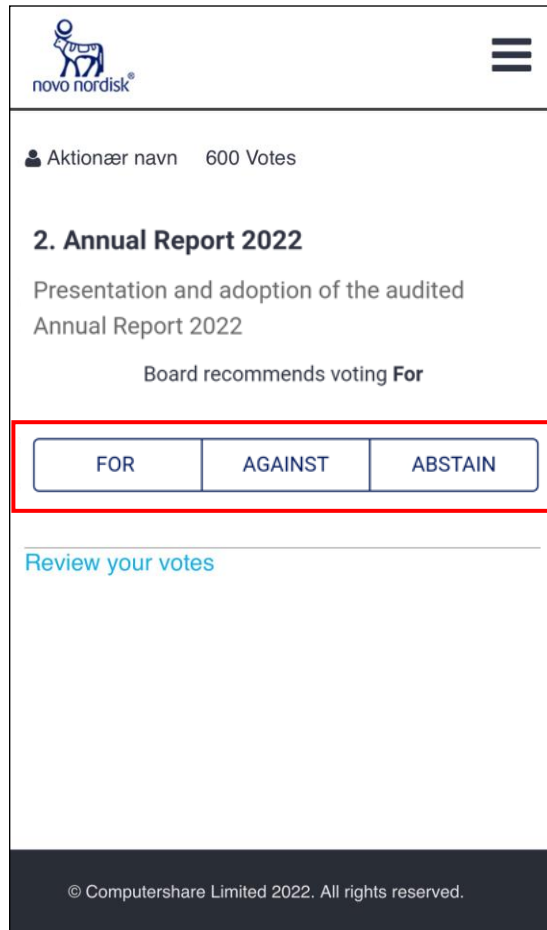 novo nordisk®
Aktionær navn 600 Votes
2. Annual Report 2022
Presentation and adoption of the audited
Annual Report 2022
Board recommends voting For
FOR AGAINST ABSTAIN
Review your votes
© Computershare Limited 2022. All rights reserved.